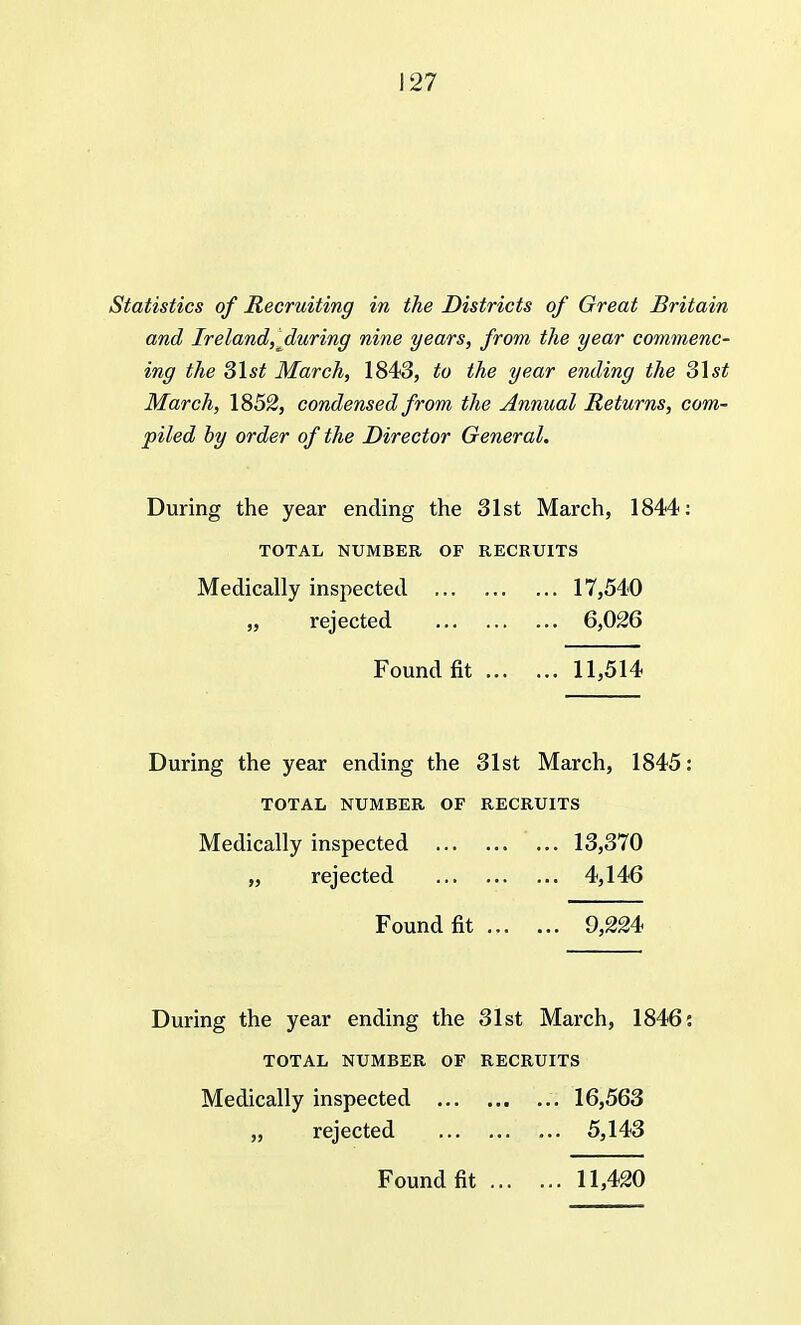 127
Statistics of Recruiting in the Districts of Great Britain
and Ireland, during nine years, from the year commenc-
ing the 31st March, 1843, to the year ending the 31st
March, 1852, condensed from the Annual Returns, com-
piled by order of the Director General.
During the year ending the 31st March, 1844:
TOTAL NUMBER OF RECRUITS
Medically inspected ... ... ... 17,540
„ rejected ... ... ... 6,026
Found fit ... ... 11,514
During the year ending the 31st March, 1845:
TOTAL NUMBER OF RECRUITS
Medically inspected ... ... ... 13,370
„ rejected ... ... ... 4,146
Found fit ... ... 9,224
During the year ending the 31st March, 1846:
TOTAL NUMBER OF RECRUITS
Medically inspected ... ... ... 16,563
„ rejected ... ... ... 5,143
Found fit ... ... 11,420